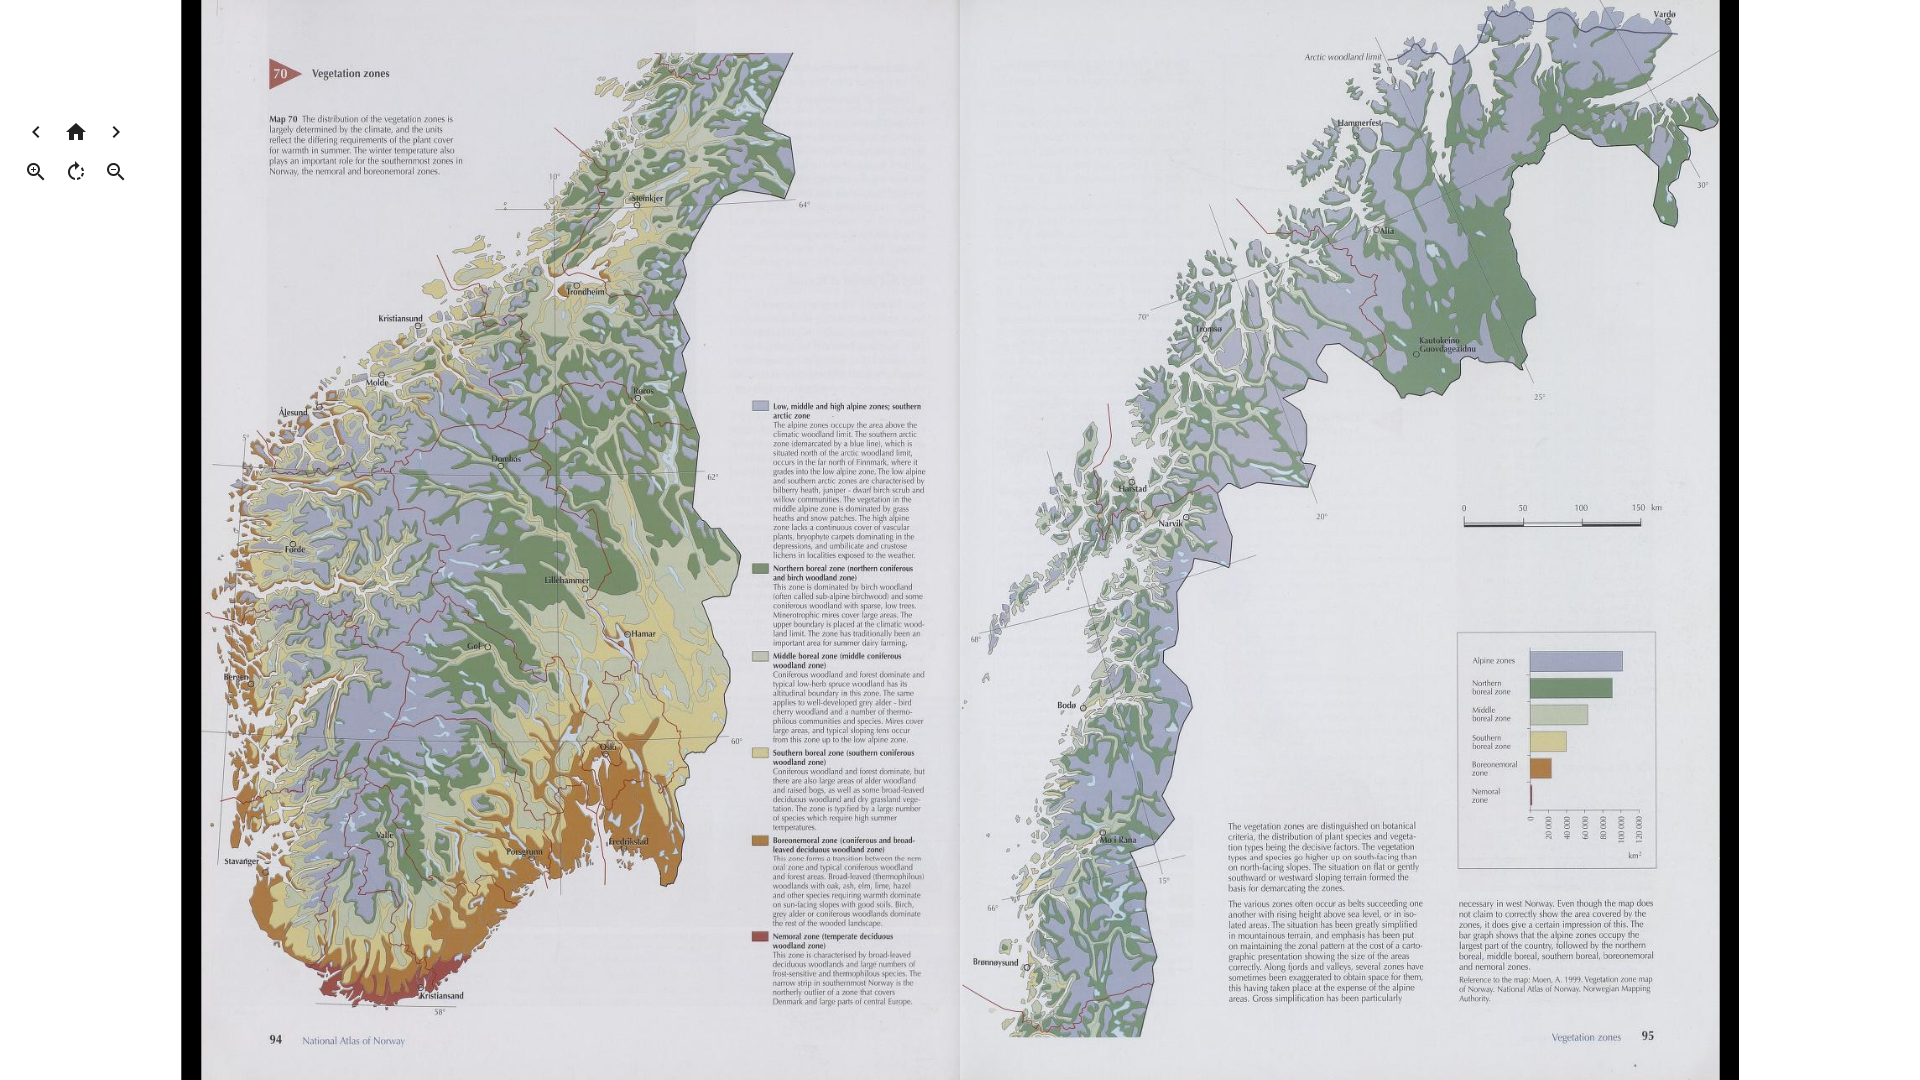 70 Vegetation zones
Map 70 The distribution of the vegetation zones is
largely determined by the climate, and the units
reflect the differing requirements of the plant cover
for warmth in summer. The winter temperature also
plays an important role for the southernmost zones in
Norway, the nemoral and boreonemoral zones.
10°
Steinkjer
64°
Trondheim
Kristiansund
Molde
Røros
Ålesund
5°
Dombås
62°
Førde
Lillehammer
Hamar
Gol
Bergen
60°
Oslo
Valle
Porsgrunn
Fredrikstad
Stavanger
Kristiansand
58°
Low, middle and high alpine zones; southern
arctic zone
The alpine zones occupy the area above the
climatic woodland limit. The southern arctic
zone (demarcated by a blue line), which is
situated north of the arctic woodland limit,
occurs in the far north of Finnmark, where it
grades into the low alpine zone. The low alpine
and southern arctic zones are characterised by
bilberry heath, juniper - dwarf birch scrub and
willow communities. The vegetation in the
middle alpine zone is dominated by grass
heaths and snow patches. The high alpine
zone lacks a continuous cover of vascular
plants, bryophyte carpets dominating in the
depressions, and umbilicate and crustose
lichens in localities exposed to the weather.
Northern boreal zone (northern coniferous
and birch woodland zone)
This zone is dominated by birch woodland
(often called sub-alpine birchwood) and some
coniferous woodland with sparse, low trees.
Minerotrophic mires cover large areas. The
upper boundary is placed at the climatic wood-
land limit. The zone has traditionally been an
important area for summer dairy farming.
Middle boreal zone (middle coniferous
woodland zone)
Coniferous woodland and forest dominate and
typical low-herb spruce woodland has its
altitudinal boundary in this zone. The same
applies to well-developed grey alder - bird
cherry woodland and a number of thermo-
philous communities and species. Mires cover
large areas, and typical sloping fens occur
from this zone up to the low alpine zone.
Southern boreal zone (southern coniferous
woodland zone)
Coniferous woodland and forest dominate, but
there are also large areas of alder woodland
and raised bogs, as well as some broad-leaved
deciduous woodland and dry grassland vege-
tation. The zone is typified by a large number
of species which require high summer
temperatures.
Boreonemoral zone (coniferous and broad-
leaved deciduous woodland zone)
This zone forms a transition between the nem
oral zone and typical coniferous woodland
and forest areas. Broad-leaved (thermophilous)
woodlands with oak, ash, elm, lime, hazel
and other species requiring warmth dominate
on sun-facing slopes with good soils. Birch,
grey alder or coniferous woodlands dominate
the rest of the wooded landscape.
Nemoral zone (temperate deciduous
woodland zone)
This zone is characterised by broad-leaved
deciduous woodlands and large numbers of
frost-sensitive and thermophilous species. The
narrow strip in southernmost Norway is the
northerly outlier of a zone that covers
Denmark and large parts of central Europe.
94 National Atlas of Norway
Vardø
Arctic woodland limit
Hammerfest
30°
Alta
70°
Tromsø
Kautokeino
Guovdageaidnu
25°
Harstad
Narvik
20°
0 50 100 150 km
68°
Bodø
Mo i Rana
15°
66°
Brønnøysund
Alpine zones
Northern
boreal zone
Middle
boreal zone
Southern
boreal zone
Boreonemoral
zone
Nemoral
zone
0 20 000 40 000 60 000 80 000 100 000 120 000
km²
The vegetation zones are distinguished on botanical
criteria, the distribution of plant species and vegeta-
tion types being the decisive factors. The vegetation
types and species go higher up on south-facing than
on north-facing slopes. The situation on flat or gently
southward or westward sloping terrain formed the
basis for demarcating the zones.
The various zones often occur as belts succeeding one
another with rising height above sea level, or in iso-
lated areas. The situation has been greatly simplified
in mountainous terrain, and emphasis has been put
on maintaining the zonal pattern at the cost of a carto-
graphic presentation showing the size of the areas
correctly. Along fjords and valleys, several zones have
sometimes been exaggerated to obtain space for them,
this having taken place at the expense of the alpine
areas. Gross simplification has been particularly
necessary in west Norway. Even though the map does
not claim to correctly show the area covered by the
zones, it does give a certain impression of this. The
bar graph shows that the alpine zones occupy the
largest part of the country, followed by the northern
boreal, middle boreal, southern boreal, boreonemoral
and nemoral zones.
Reference to the map: Moen, A. 1999. Vegetation zone map
of Norway. National Atlas of Norway. Norwegian Mapping
Authority.
Vegetation zones 95